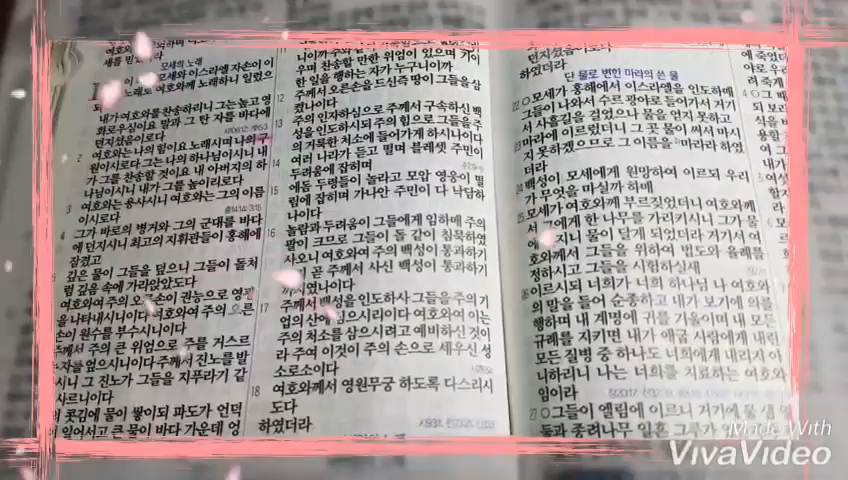 세를 믿
모세의 노래
이 모세와 이스라엘 자손이 이
노래로 여호와께 노래하니 일렀으
되
내가 여호와를 찬송하리니 그는 높고 영
화로우심이요 말과 그 탄 자를 바다에
던지셨음이로다
2 여호와는 나의 힘이요 노래시며 나의 구
원이시로다 그는 나의 하나님이시니 내
가 그를 찬송할 것이요 내 아버지의 하
나님이시니 내가 그를 높이리로다
3 여호와는 용사시니 여호와는 그의 이름
이시로다
4 그가 바로의 병거와 그의 군대를 바다
에 던지시니 최고의 지휘관들이 홍해에
잠겼고
깊은 물이 그들을 덮으니 그들이 돌처
럼 깊음 속에 가라앉았도다
여호와여 주의 오른손이 권능으로 영광
을 나타내시니이다 여호와여 주의 오른
손이 원수를 부수시니이다
주께서 주의 큰 위엄으로 주를 거스르
는 자를 엎으시니이다 주께서 진노를 발
하시니 그 진노가 그들을 지푸라기 같
이 사르니이다
의 콧김에 물이 쌓이되 파도가 언덕
일어서고 큰 물이 바다 가운데 엉
니이까 주와
우며 찬송할 만한 위엄이 있으며 기이
한 일을 행하는 자가 누구니이까
12 주께서 오른손을 드신즉 땅이 그들을 삼
켰나이다
13 주의 인자하심으로 주께서 구속하신 백
성을 인도하시되 주의 힘으로 그들을 주
의 거룩한 처소에 들어가게 하시나이다
14 여러 나라가 듣고 떨며 블레셋 주민이
두려움에 잡히며
15 에돔 두령들이 놀라고 모압 영웅이 떨
림에 잡히며 가나안 주민이 다 낙담하
나이다
16 놀람과 두려움이 그들에게 임하매 주의
팔이 크므로 그들이 돌 같이 침묵하였
사오니 여호와여 주의 백성이 통과하기
까지 곧 주께서 사신 백성이 통과하기
까지였나이다
17 주께서 백성을 인도하사 그들을 주의 기
업의 산에 심으시리이다 여호와여 이는
주의 처소를 삼으시려고 예비하신 것이
라 주여 이것이 주의 손으로 세우신 성
소로소이다
18 여호와께서 영원무궁 하도록 다스리시
도다
하였더라
던지셨음이로다
하였더라
단 물로 변한 마라의 쓴 물
22 ○모세가 홍해에서 이스라엘을 인도하매
그들이 나와서 수르 광야로 들어가서 거기
서 사흘길을 걸었으나 물을 얻지 못하고
23 마라에 이르렀더니 그 곳 물이 써서 마시
지 못하겠으므로 그 이름을 마라라 하였
더라
24 백성이 모세에게 원망하여 이르되 우리
가 무엇을 마실까 하매
25 모세가 여호와께 부르짖었더니 여호와께
서 그에게 한 나무를 가리키시니 그가 물
에 던지니 물이 달게 되었더라 거기서 여
호와께서 그들을 위하여 법도와 율례를
정하시고 그들을 시험하실새
26 이르시되 너희가 너희 하나님 나 여호와
의 말을 들어 순종하고 내가 보기에 의를
행하며 내 계명에 귀를 기울이며 내 모든
규례를 지키면 내가 애굽 사람에게 내린
모든 질병 중 하나도 너희에게 내리지 아
니하리니 나는 너희를 치료하는 여호와
임이라
27 ○그들이 엘림에 이르니 거기에 물 샘 열
둘과 종려나무 일흔 그루가
Made With
VivaVideo